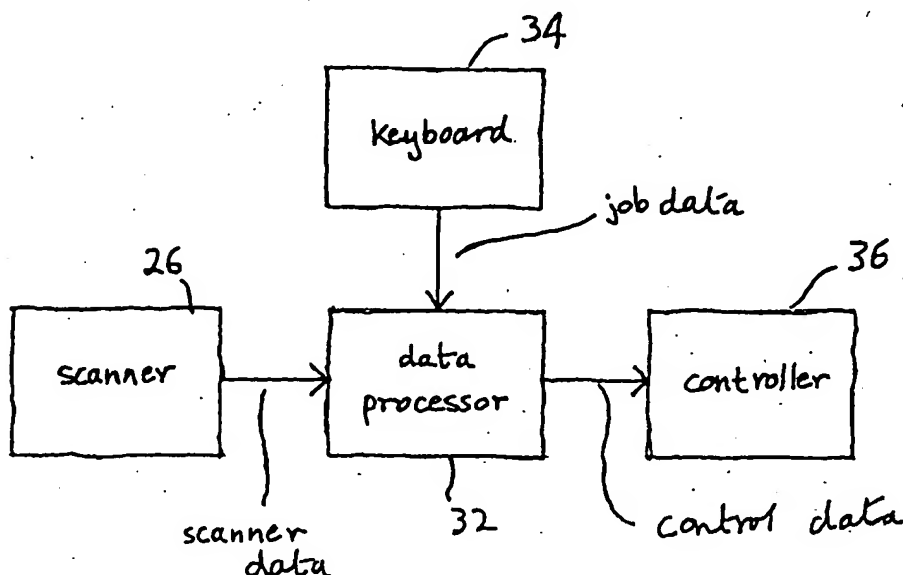 34
keyboard
job data
26
36
scanner
data
processor
controller
32
scanner
data
control data